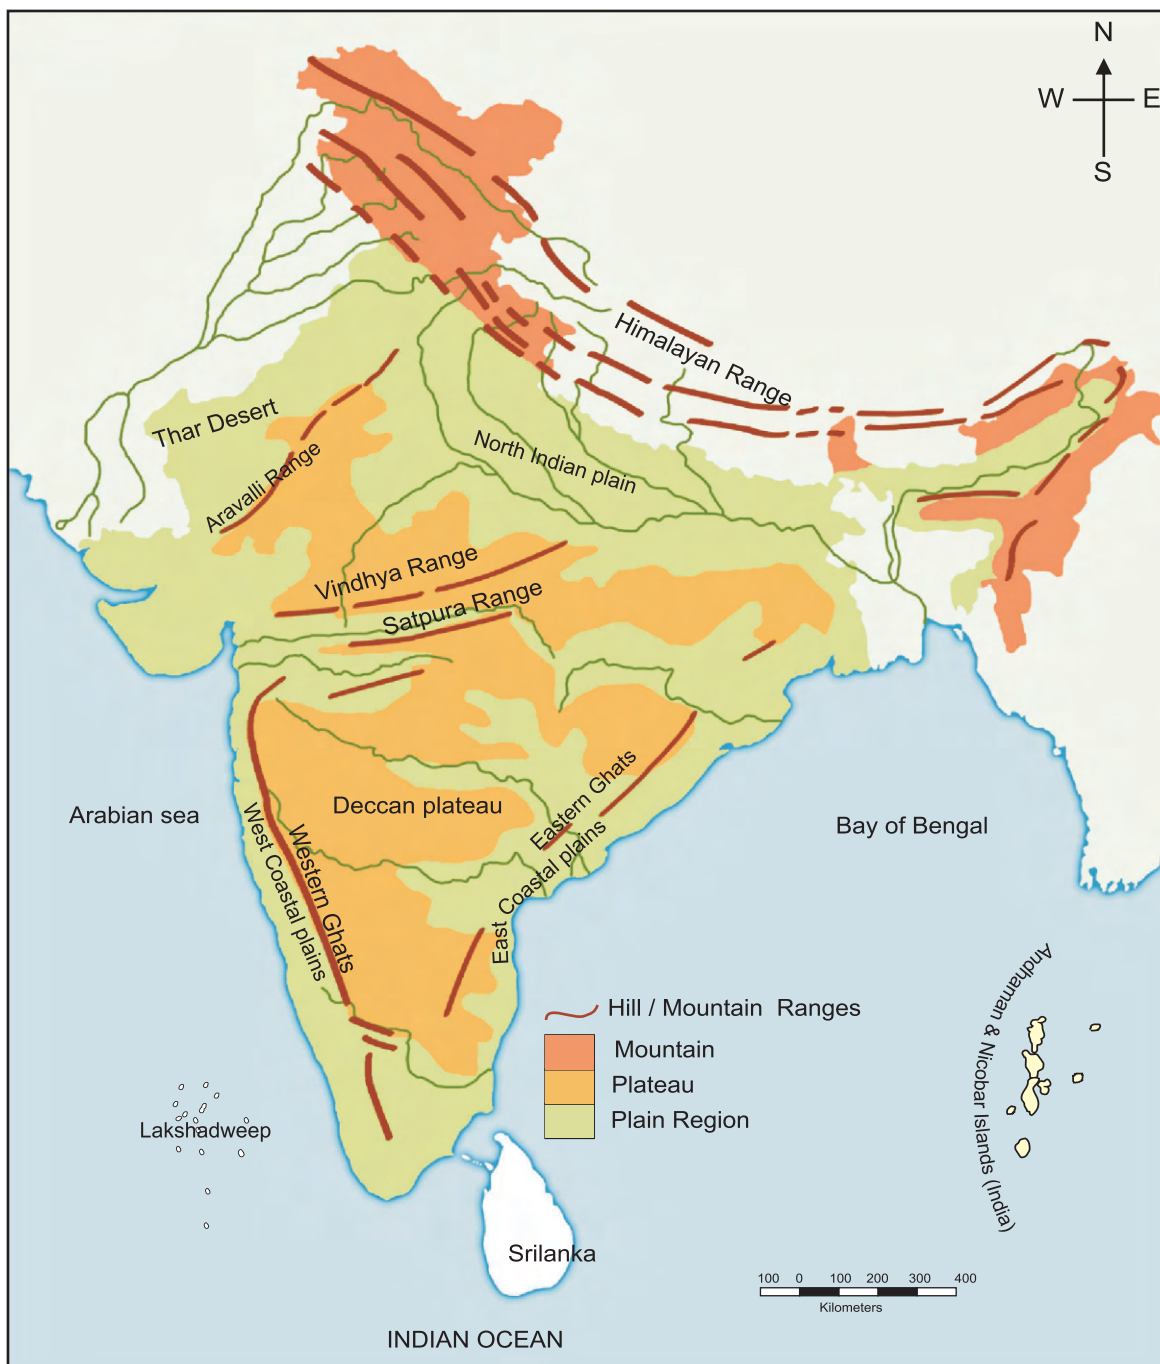 N
W E
S
Himalayan Range
Thar Desert
North Indian plain
Aravalli Range
Vindhya Range
Satpura Range
Arabian sea
Deccan plateau
Eastern Ghats
Bay of Bengal
West Coastal plains
Western Ghats
East Coastal plains
Andhaman & Nicobar Islands (India)
Hill / Mountain Ranges
Mountain
Plateau
Plain Region
Lakshadweep
Srilanka
100 0 100 200 300 400
Kilometers
INDIAN OCEAN